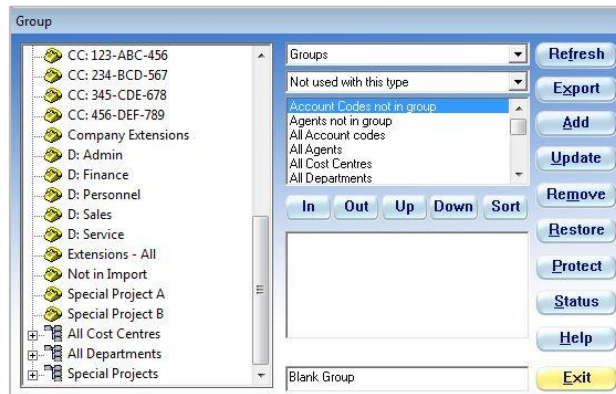 Group
CC: 123-ABC-456
CC: 234-BCD-567
CC: 345-CDE-678
CC: 456-DEF-789
Company Extensions
D: Admin
D: Finance
D: Personnel
D: Sales
D: Service
Extensions - All
Not in Import
Special Project A
Special Project B
All Cost Centres
All Departments
Special Projects
Groups
Not used with this type
Account Codes not in group
Agents not in group
All Account codes
All Agents
All Cost Centres
All Departments
In Out Up Down Sort
Blank Group
Refresh
Export
Add
Update
Remove
Restore
Protect
Status
Help
Exit